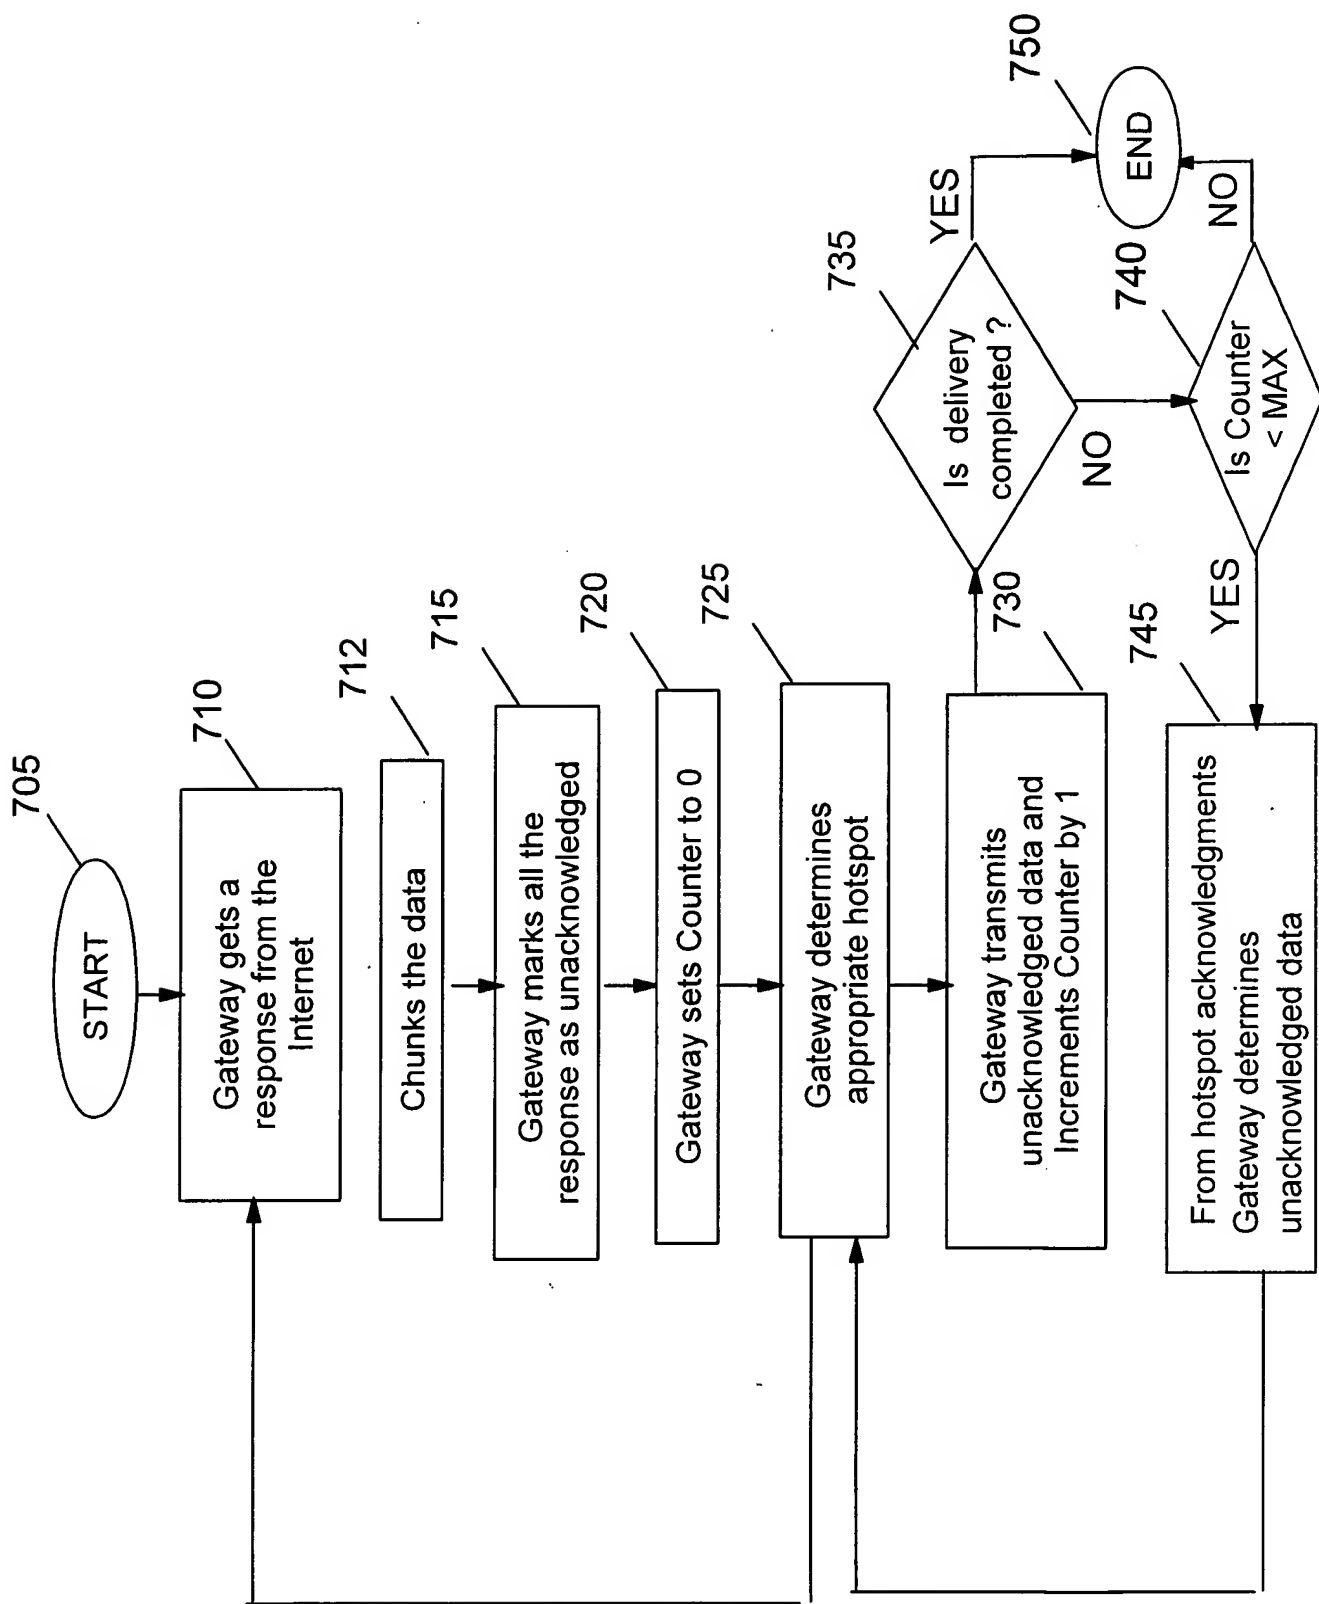 705
START
710
Gateway gets a
response from the
Internet
712
Chunks the data
715
Gateway marks all the
response as unacknowledged
720
Gateway sets Counter to 0
725
Gateway determines
appropriate hotspot
730
Gateway transmits
unacknowledged data and
Increments Counter by 1
735
Is delivery
completed ?
YES
NO
750
END
740
Is Counter
< MAX
NO
YES
745
From hotspot acknowledgments
Gateway determines
unacknowledged data